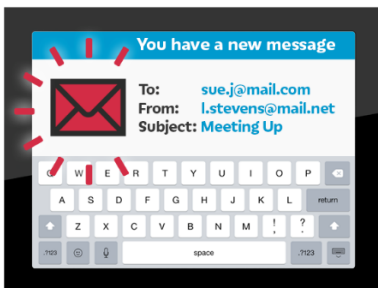 You have a new message
To: sue.j@mail.com
From: l.stevens@mail.net
Subject: Meeting Up
Q W E R T Y U I O P
A S D F G H J K L return
Z X C V B N M ! , ? .
.?123 space .?123